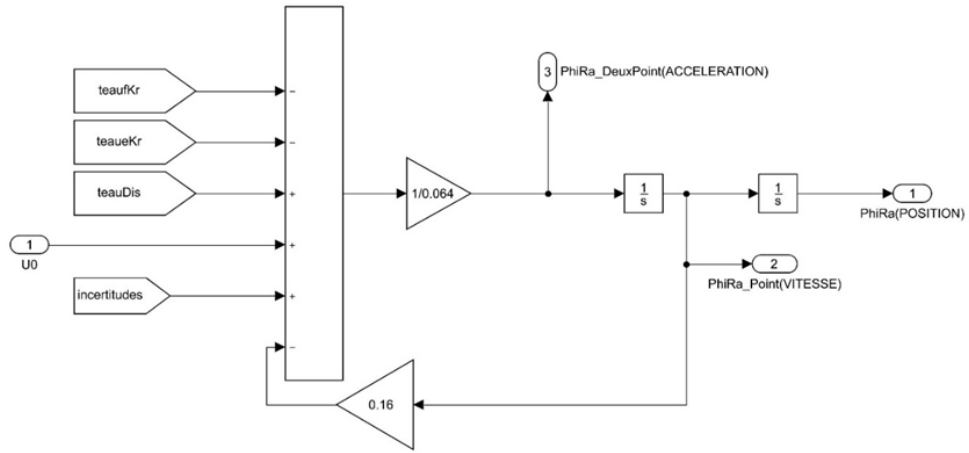 3
PhiRa_DeuxPoint(ACCELERATION)
teaufKr
−
teaueKr
−
teauDis
+
1/0.064
1
s
1
s
1
PhiRa(POSITION)
1
U0
+
2
PhiRa_Point(VITESSE)
incertitudes
+
−
0.16